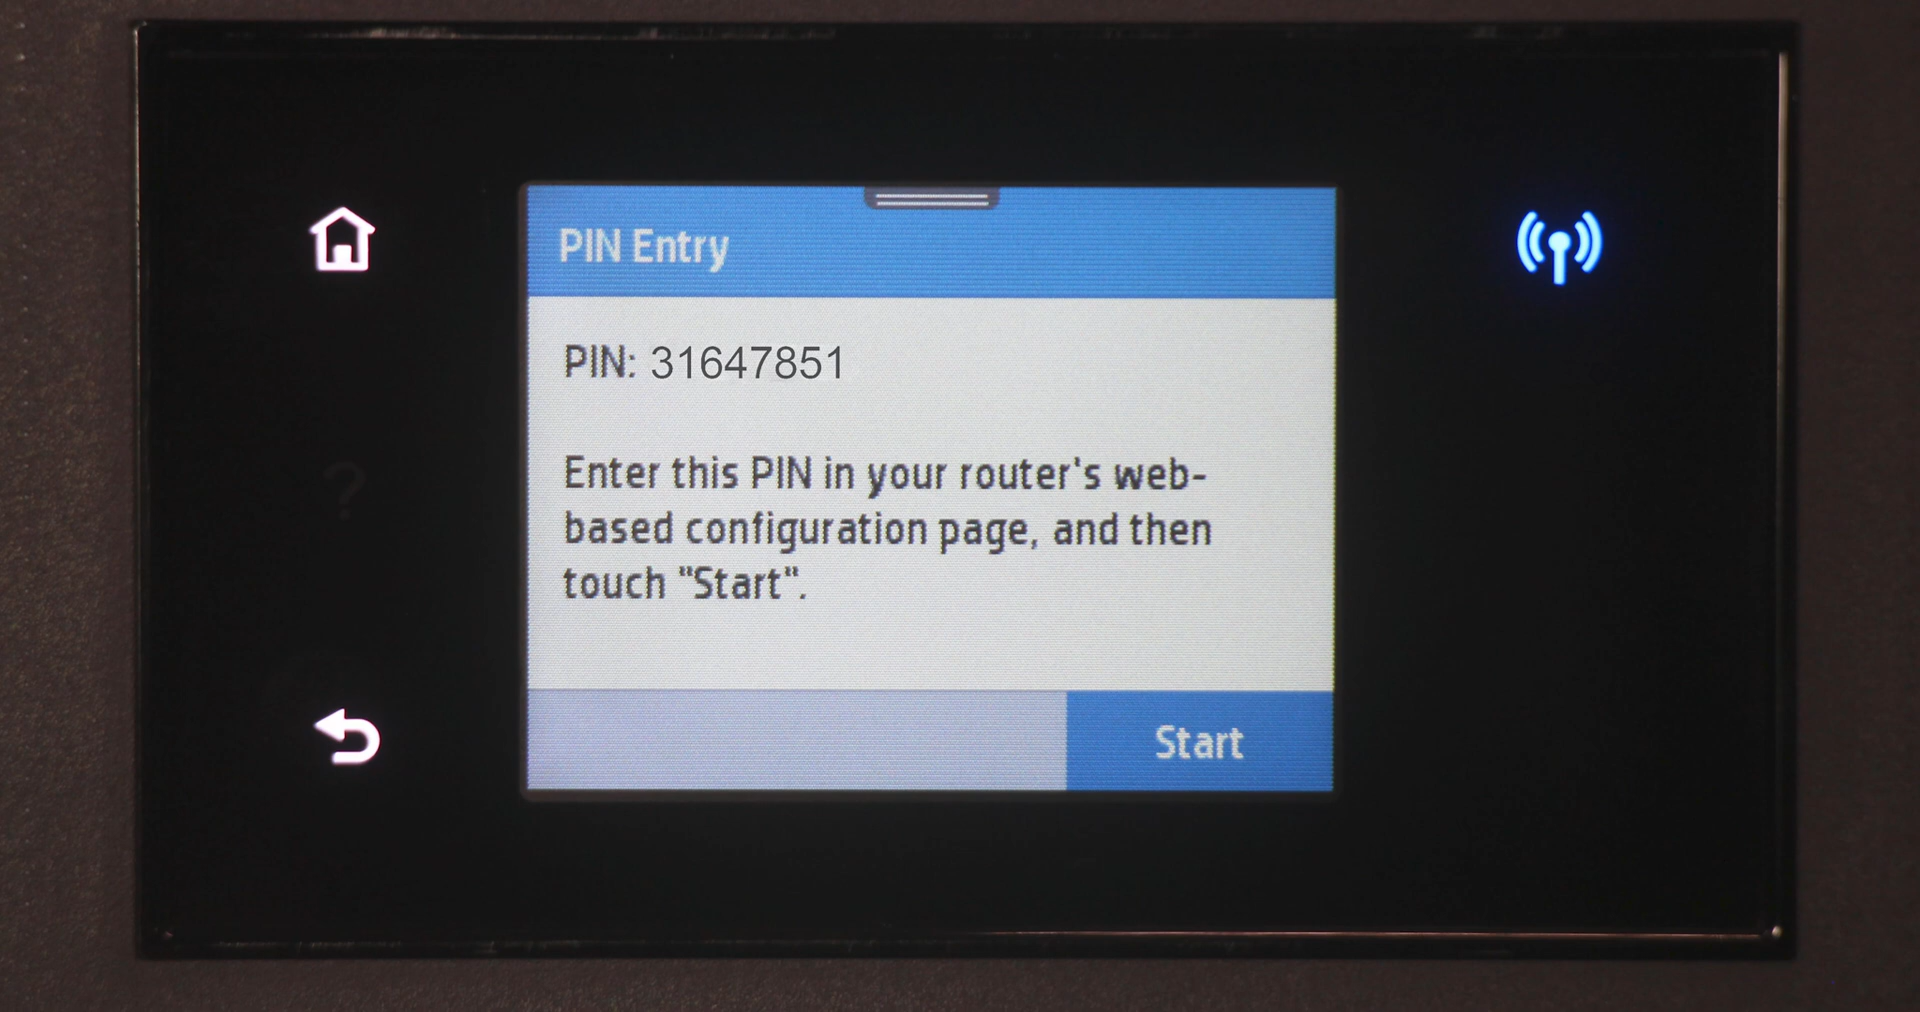 PIN Entry
PIN: 31647851
Enter this PIN in your router's web-
based configuration page, and then
touch "Start".
Start
?